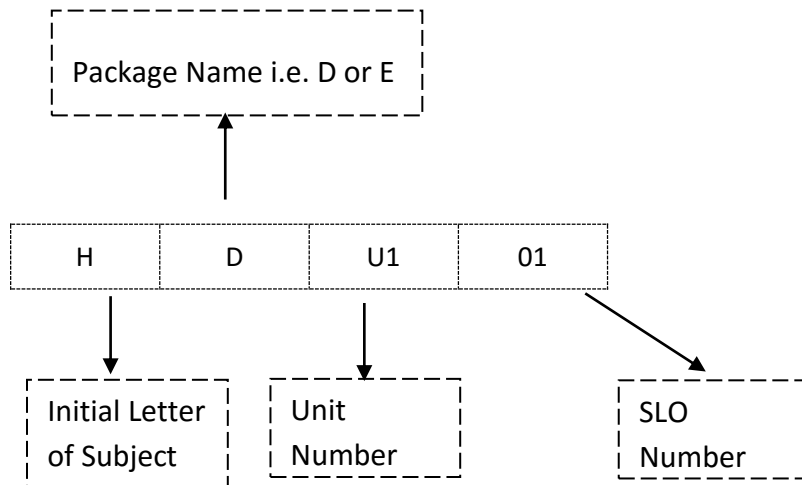 Package Name i.e. D or E
H D U1 01
Initial Letter
of Subject
Unit
Number
SLO
Number